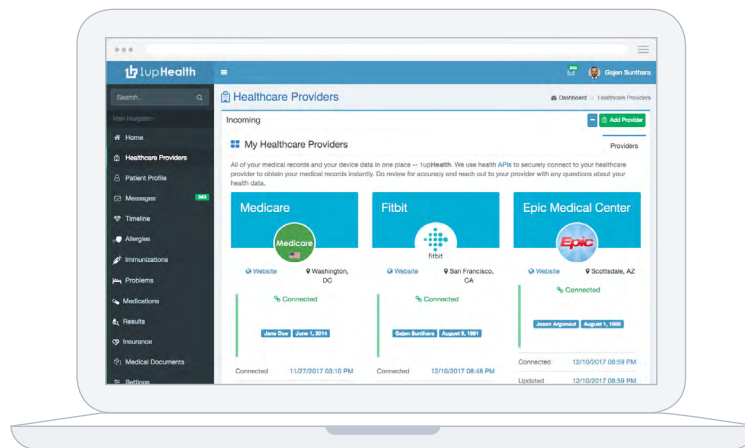 1upHealth
243
Gajen Sunthara
Search...
Healthcare Providers
Dashboard
Healthcare Providers
Main Navigation
Incoming
Add Provider
Home
My Healthcare Providers
Providers
Healthcare Providers
All of your medical records and your device data in one place -- 1upHealth. We use health APIs to securely connect to your healthcare
provider to obtain your medical records instantly. Do review for accuracy and reach out to your provider with any questions about your
health data.
Patient Profile
Messages
243
Timeline
Allergies
Immunizations
Problems
Medications
Results
Insurance
Medical Documents
Settings
Medicare
Medicare
Website
Washington,
DC
Connected
Jane Doe
June 1, 2014
Connected
11/27/2017 03:10 PM
Fitbit
fitbit
Website
San Francisco,
CA
Connected
Gajen Sunthara
August 9, 1981
Connected
12/10/2017 08:48 PM
Epic Medical Center
Epic
Website
Scottsdale, AZ
Connected
Jason Argonaut
Connected
12/10/2017 08:59 PM
Updated
12/10/2017 08:59 PM